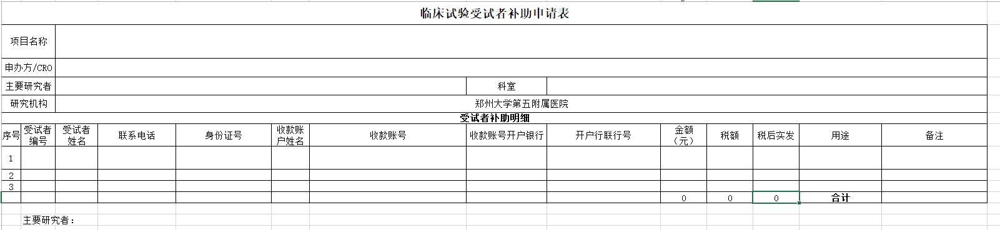 临床试验受试者补助申请表
项目名称
申办方/CRO
主要研究者 科室
研究机构 郑州大学第五附属医院
受试者补助明细
序号 受试者编号 受试者姓名 联系电话 身份证号 收款账户姓名 收款账号 收款账号开户银行 开户行联行号 金额（元） 税额 税后实发 用途 备注
1
2
3
0 0 0 合计
主要研究者：